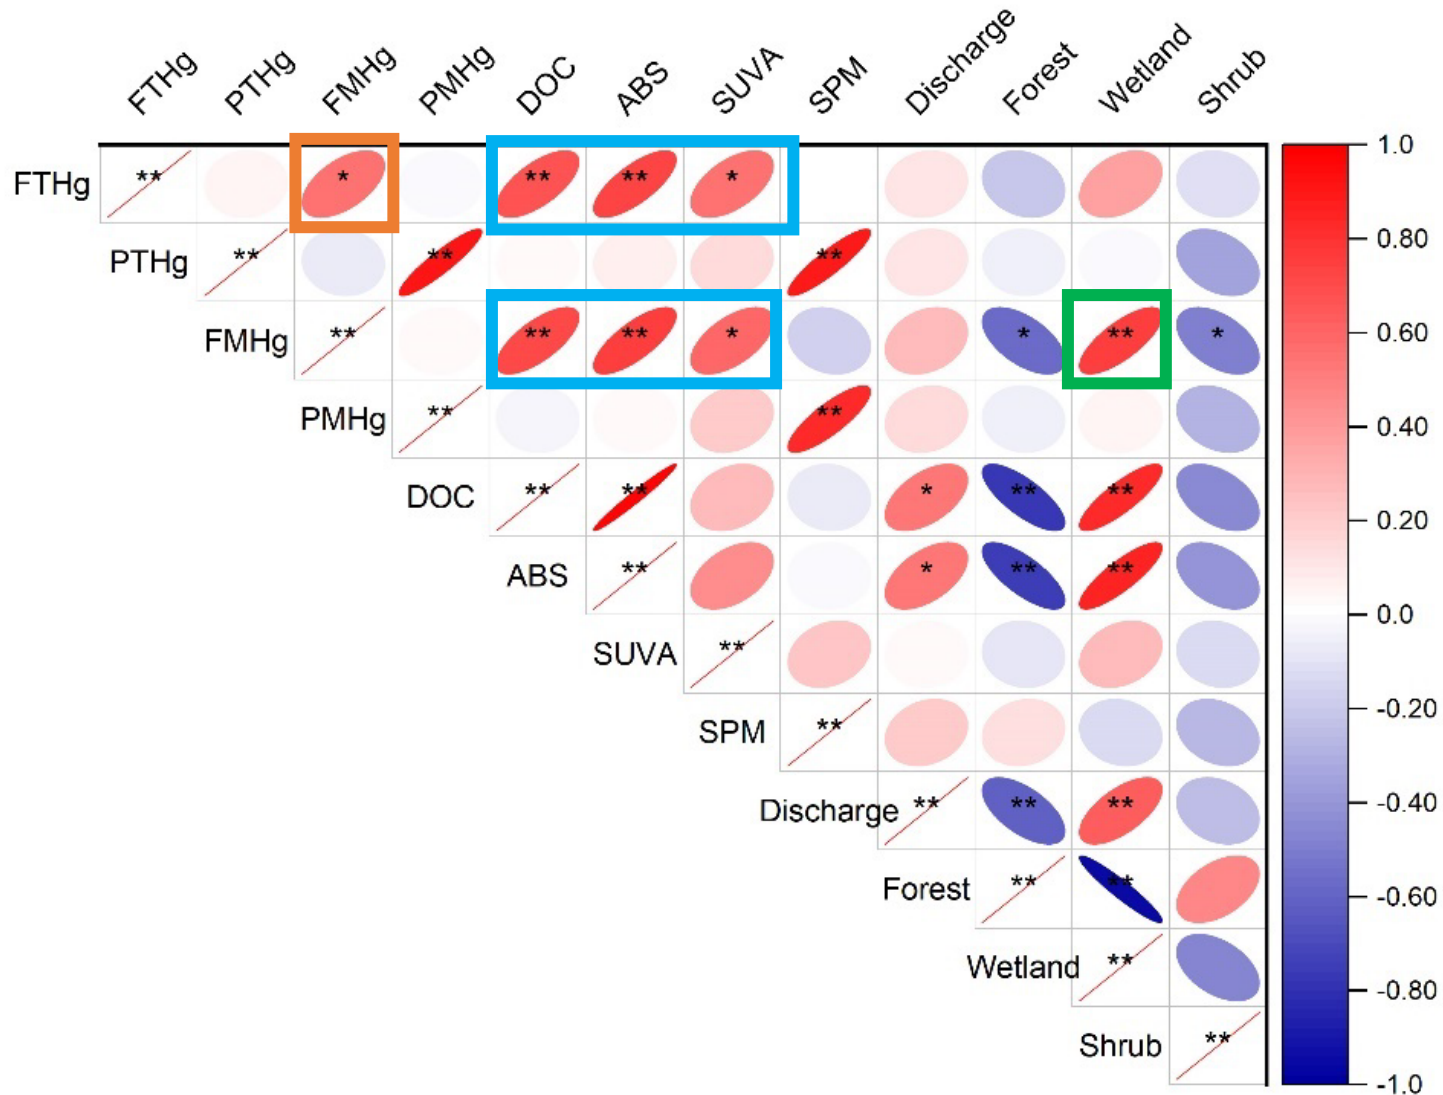 FTHg PTHg FMHg PMHg DOC ABS SUVA SPM Discharge Forest Wetland Shrub
FTHg ** * ** ** * 1.0
PTHg ** ** ** 0.80
FMHg ** ** ** * * ** * 0.60
PMHg ** ** 0.40
DOC ** ** * ** ** 0.20
ABS ** * ** ** 0.0
SUVA **
SPM ** -0.20
Discharge ** ** ** -0.40
Forest ** ** -0.60
Wetland ** -0.80
Shrub ** -1.0